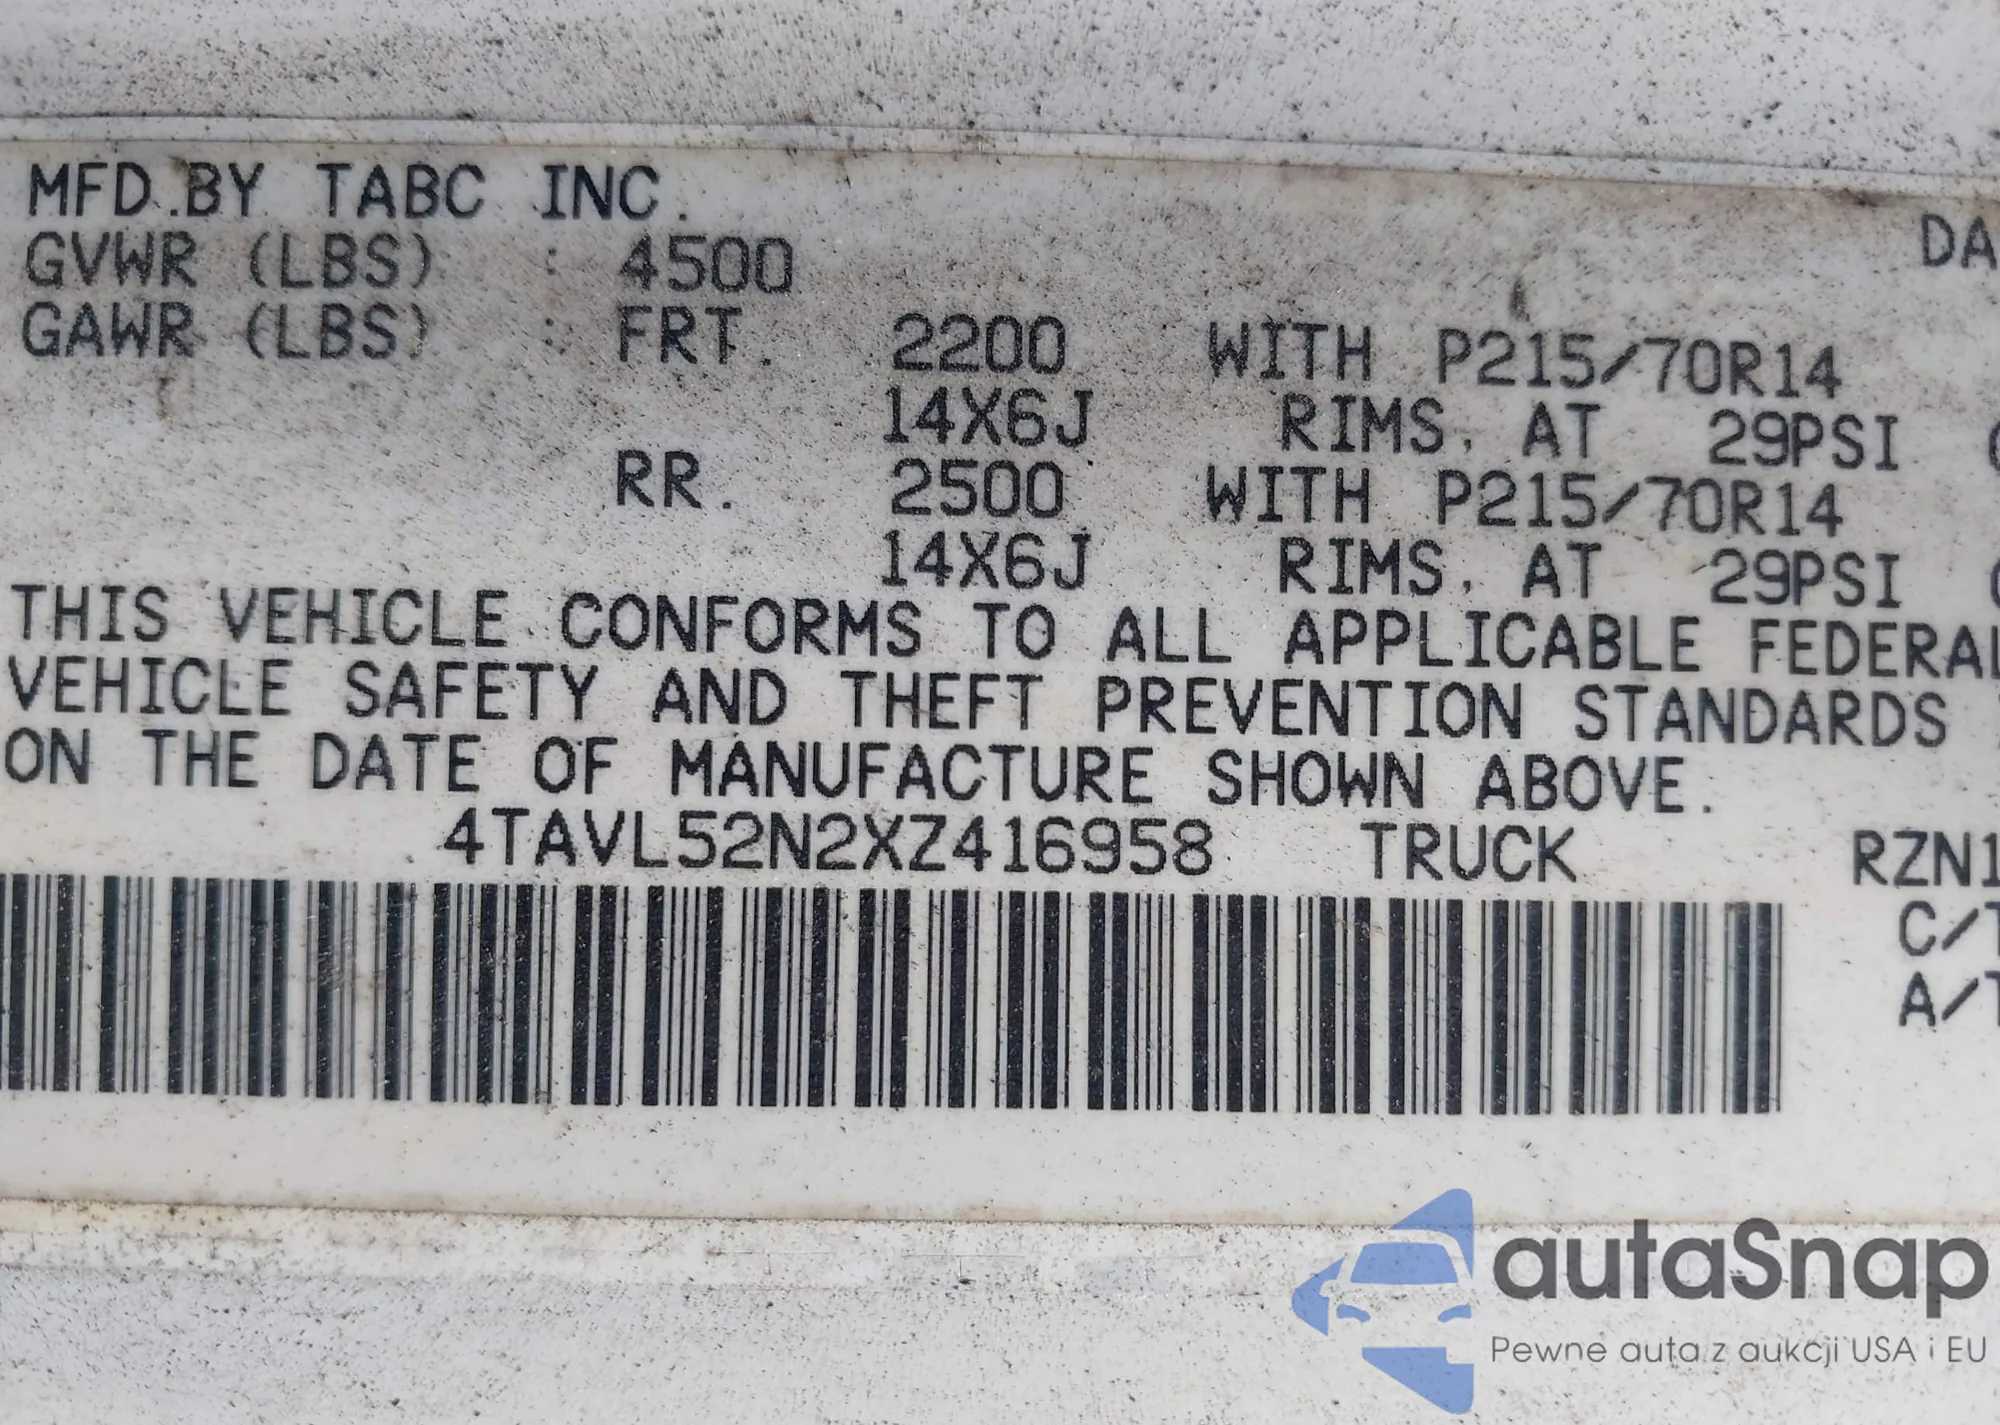 MFD.BY TABC INC.
DA
GVWR (LBS) : 4500
GAWR (LBS) : FRT. 2200 WITH P215/70R14
14X6J RIMS, AT 29PSI (
RR. 2500 WITH P215/70R14
14X6J RIMS, AT 29PSI (
THIS VEHICLE CONFORMS TO ALL APPLICABLE FEDERAL
VEHICLE SAFETY AND THEFT PREVENTION STANDARDS
ON THE DATE OF MANUFACTURE SHOWN ABOVE.
4TAVL52N2XZ416958 TRUCK RZN1
C/T
A/T
autaSnap
Pewne auta z aukcji USA i EU